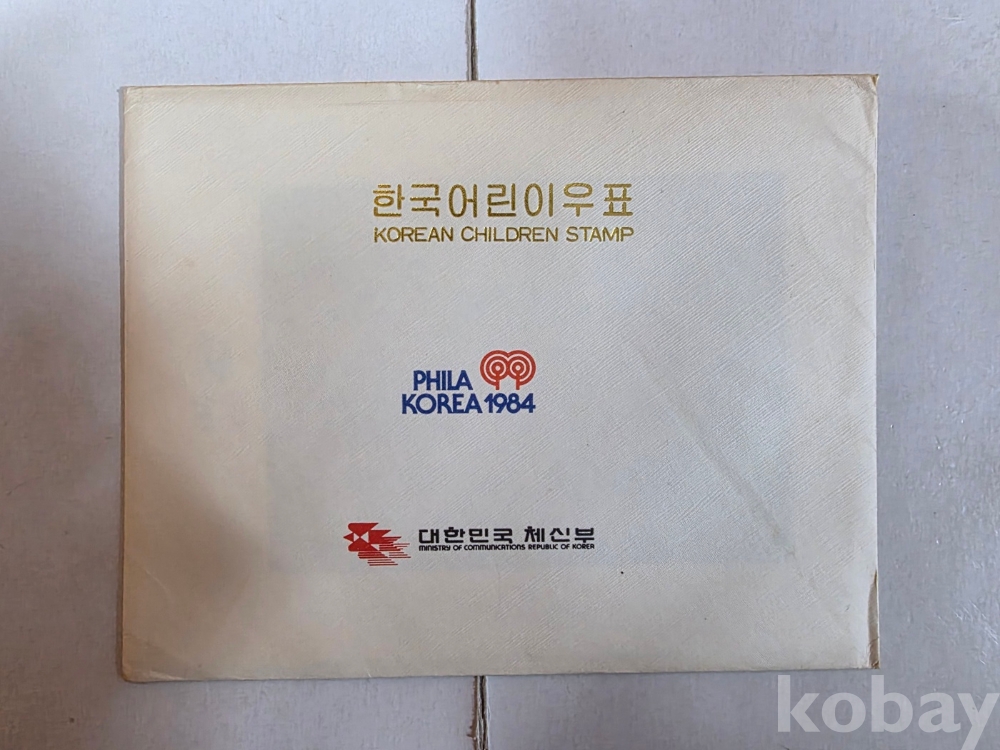 한국어린이우표
KOREAN CHILDREN STAMP
PHILA
KOREA 1984
대한민국 체신부
MINISTRY OF COMMUNICATIONS REPUBLIC OF KOREA
kobay